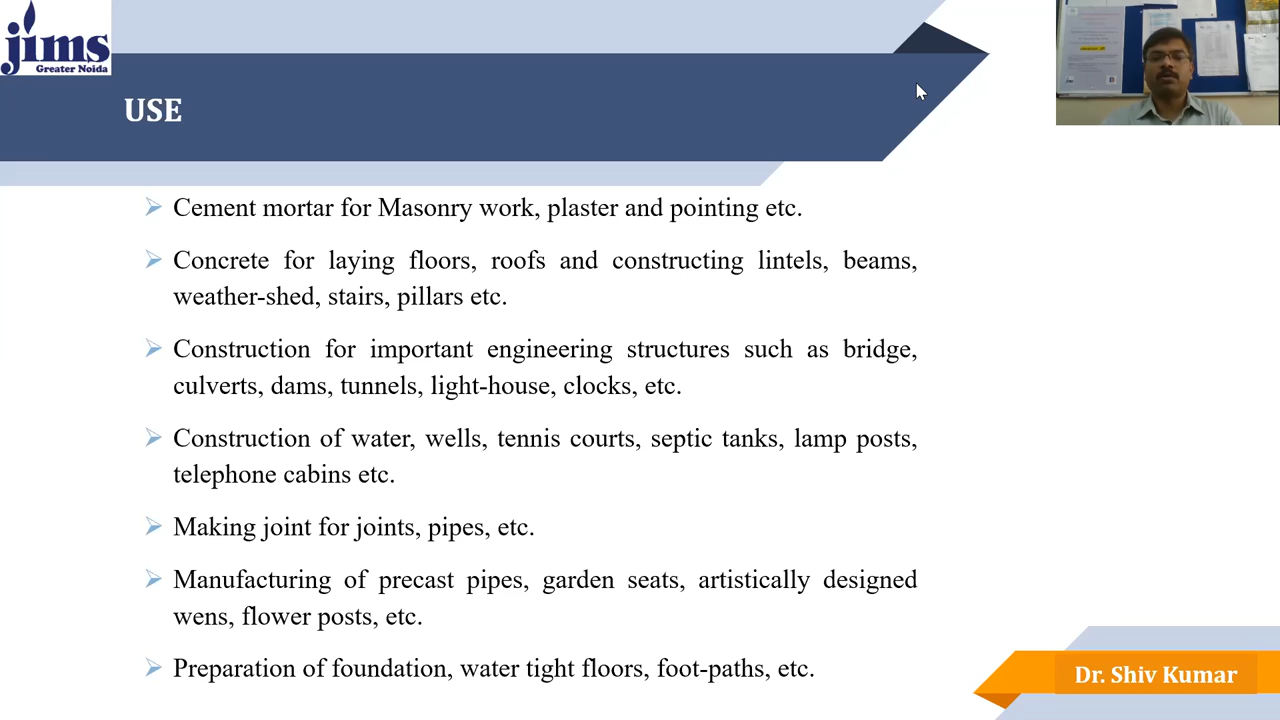 jims
Greater Noida
USE
Cement mortar for Masonry work, plaster and pointing etc.
Concrete for laying floors, roofs and constructing lintels, beams,
weather-shed, stairs, pillars etc.
Construction for important engineering structures such as bridge,
culverts, dams, tunnels, light-house, clocks, etc.
Construction of water, wells, tennis courts, septic tanks, lamp posts,
telephone cabins etc.
Making joint for joints, pipes, etc.
Manufacturing of precast pipes, garden seats, artistically designed
wens, flower posts, etc.
Preparation of foundation, water tight floors, foot-paths, etc.
Dr. Shiv Kumar